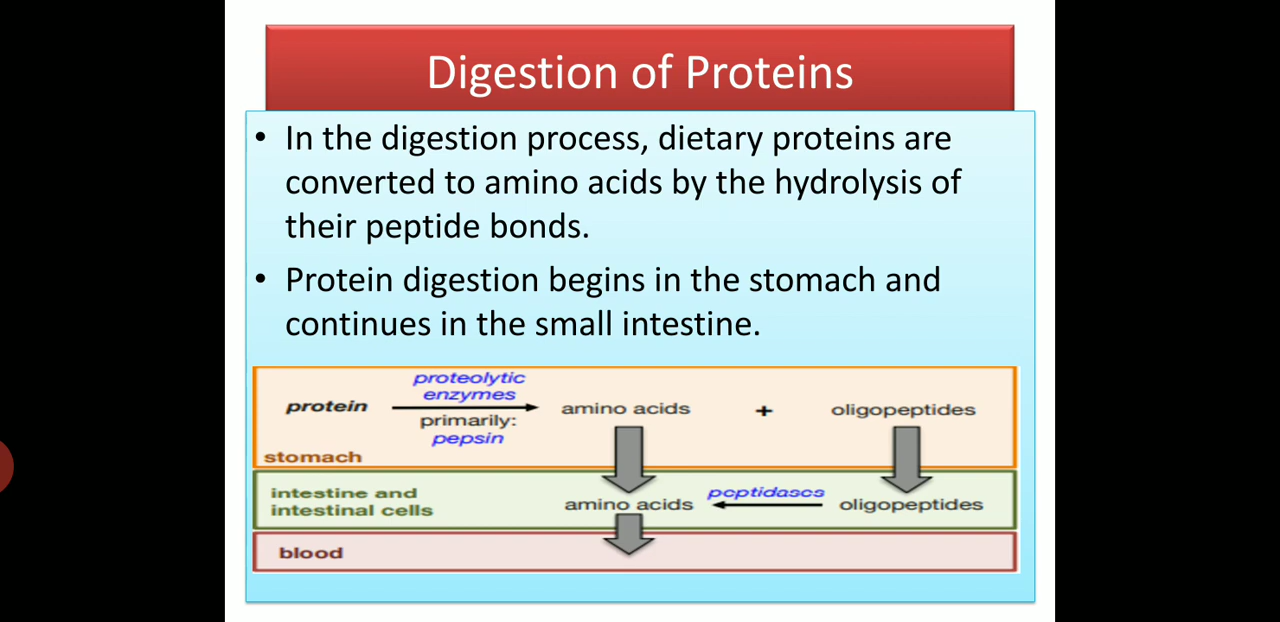 Digestion of Proteins
• In the digestion process, dietary proteins are
converted to amino acids by the hydrolysis of
their peptide bonds.
• Protein digestion begins in the stomach and
continues in the small intestine.
proteolytic
enzymes
protein
amino acids + oligopeptides
primarily:
pepsin
stomach
intestine and
intestinal cells
peptidases
amino acids
oligopeptides
blood